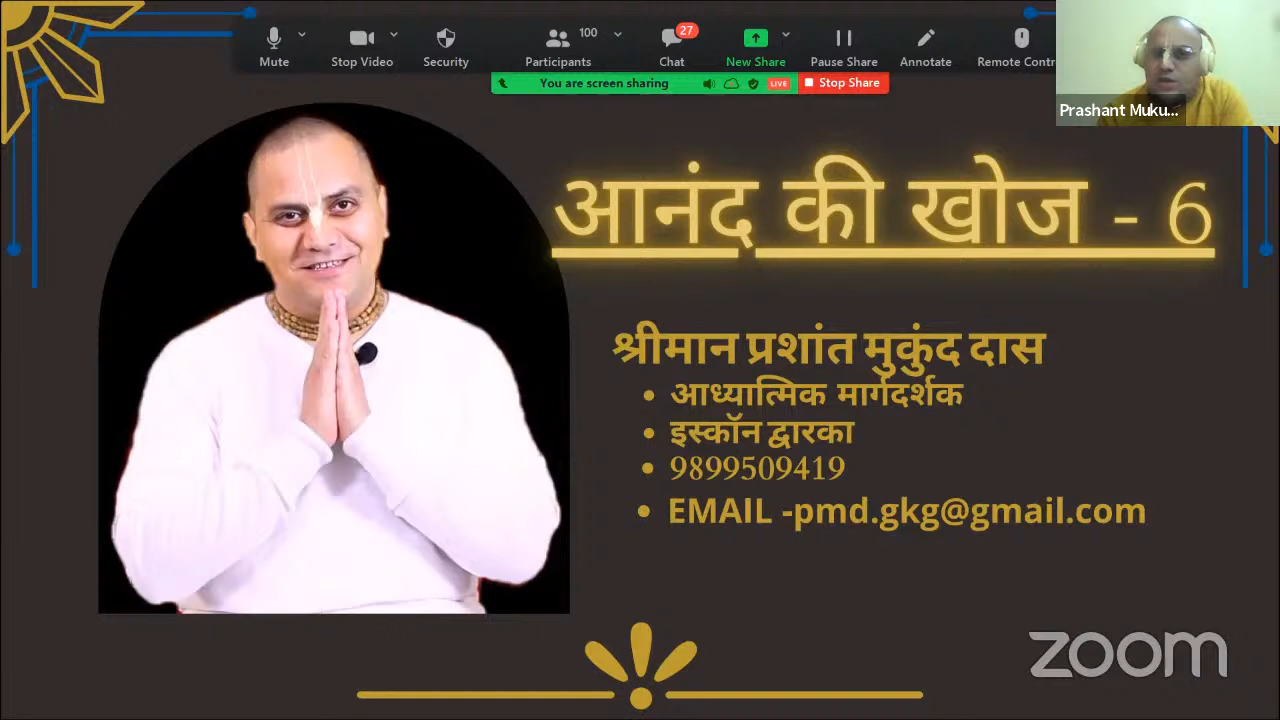 100
27
Mute
Stop Video
Security
Participants
Chat
New Share
Pause Share
Annotate
Remote Contr
You are screen sharing
LIVE
Stop Share
Prashant Muku...
आनंद की खोज - 6
श्रीमान प्रशांत मुकुंद दास
• आध्यात्मिक मार्गदर्शक
• इस्कॉन द्वारका
• 9899509419
• EMAIL -pmd.gkg@gmail.com
zoom